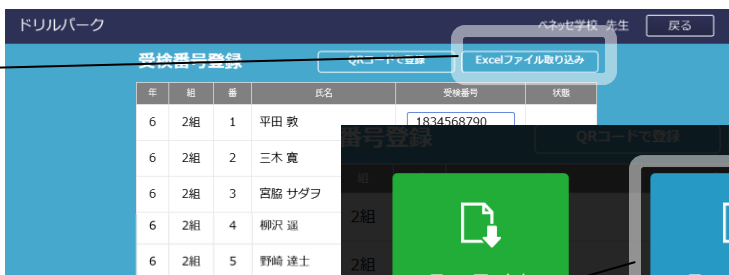 ドリルパーク
ベネッセ学校 先生
戻る
受検番号登録
QRコードで登録
Excelファイル取り込み
年 組 番 氏名 受検番号 状態
6 2組 1 平田 敦 1834568790
6 2組 2 三木 寛
6 2組 3 宮脇 サダヲ
6 2組 4 柳沢 遥
6 2組 5 野崎 達士
番号登録
QRコードで登録
組
2組
2組